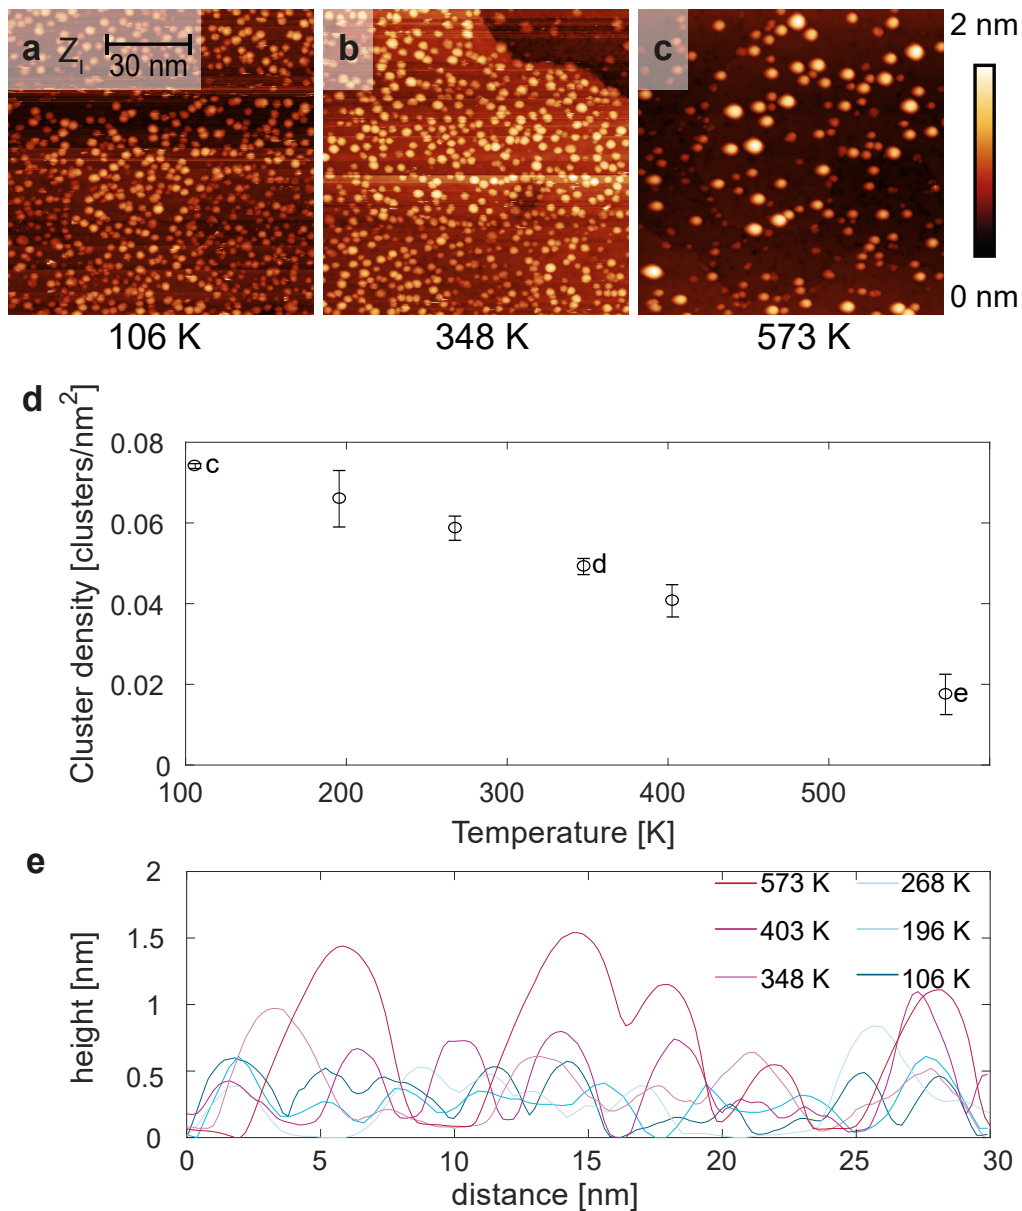 a Z_I 30 nm
b
c
2 nm
0 nm
106 K
348 K
573 K
d
Cluster density [clusters/nm²]
0.08
0.06
0.04
0.02
0
c
d
e
100 200 300 400 500
Temperature [K]
e
height [nm]
2
1.5
1
0.5
0
573 K 268 K
403 K 196 K
348 K 106 K
0 5 10 15 20 25 30
distance [nm]